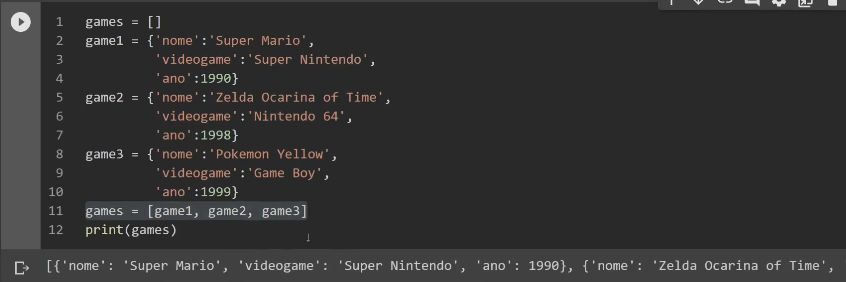 1 games = []
2 game1 = {'nome':'Super Mario',
3 'videogame':'Super Nintendo',
4 'ano':1990}
5 game2 = {'nome':'Zelda Ocarina of Time',
6 'videogame':'Nintendo 64',
7 'ano':1998}
8 game3 = {'nome':'Pokemon Yellow',
9 'videogame':'Game Boy',
10 'ano':1999}
11 games = [game1, game2, game3]
12 print(games)
[{'nome': 'Super Mario', 'videogame': 'Super Nintendo', 'ano': 1990}, {'nome': 'Zelda Ocarina of Time',